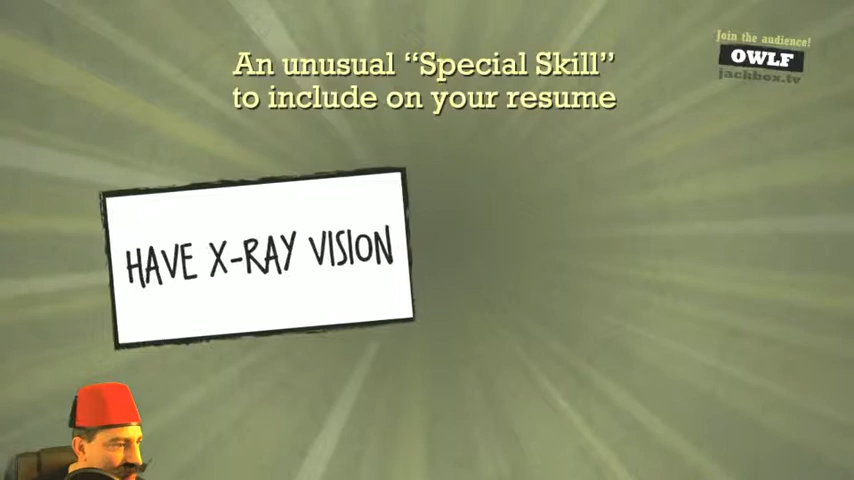 Join the audience!
OWLF
jackbox.tv
An unusual “Special Skill”
to include on your resume
HAVE X-RAY VISION